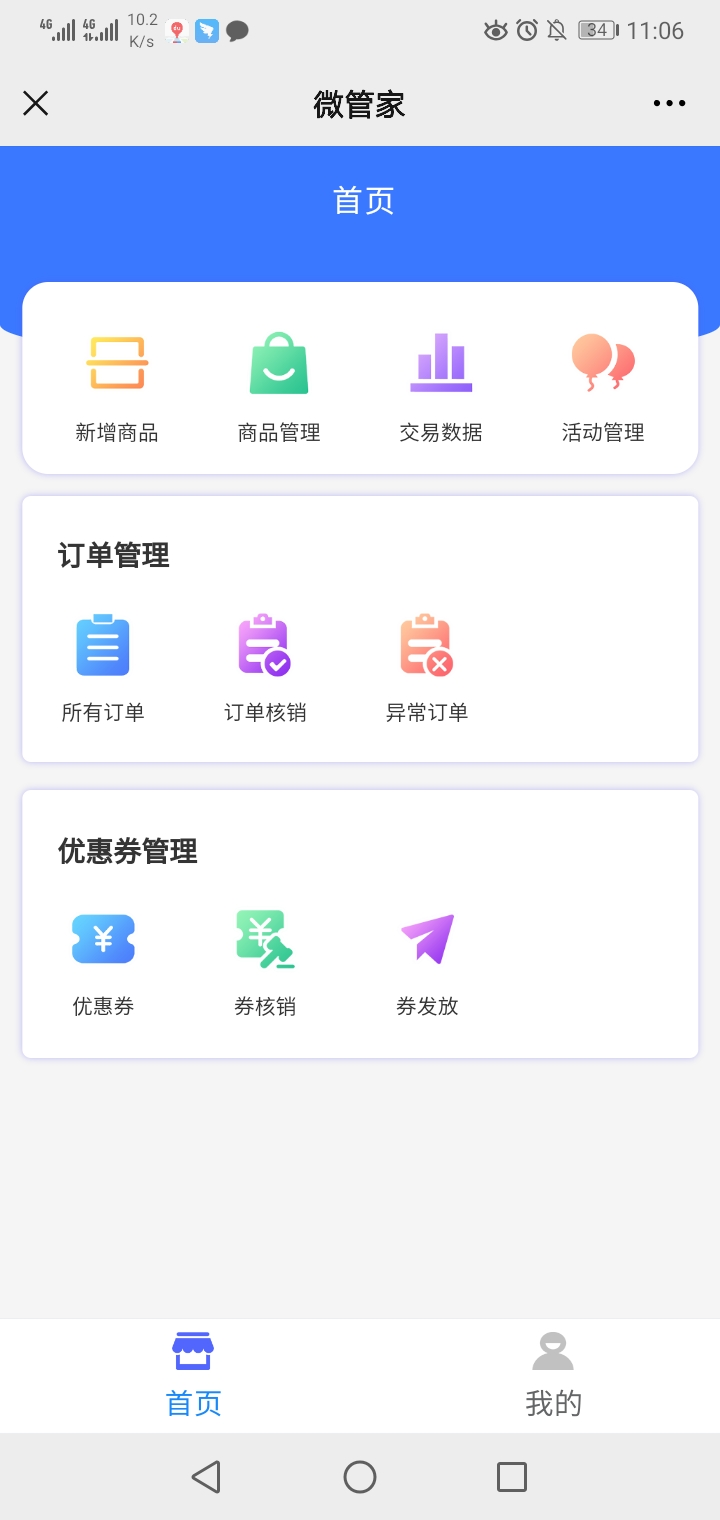 4G 4G 10.2 K/s 34 11:06
微管家
首页
新增商品 商品管理 交易数据 活动管理
订单管理
所有订单 订单核销 异常订单
优惠券管理
¥ ¥
优惠券 券核销 券发放
首页 我的